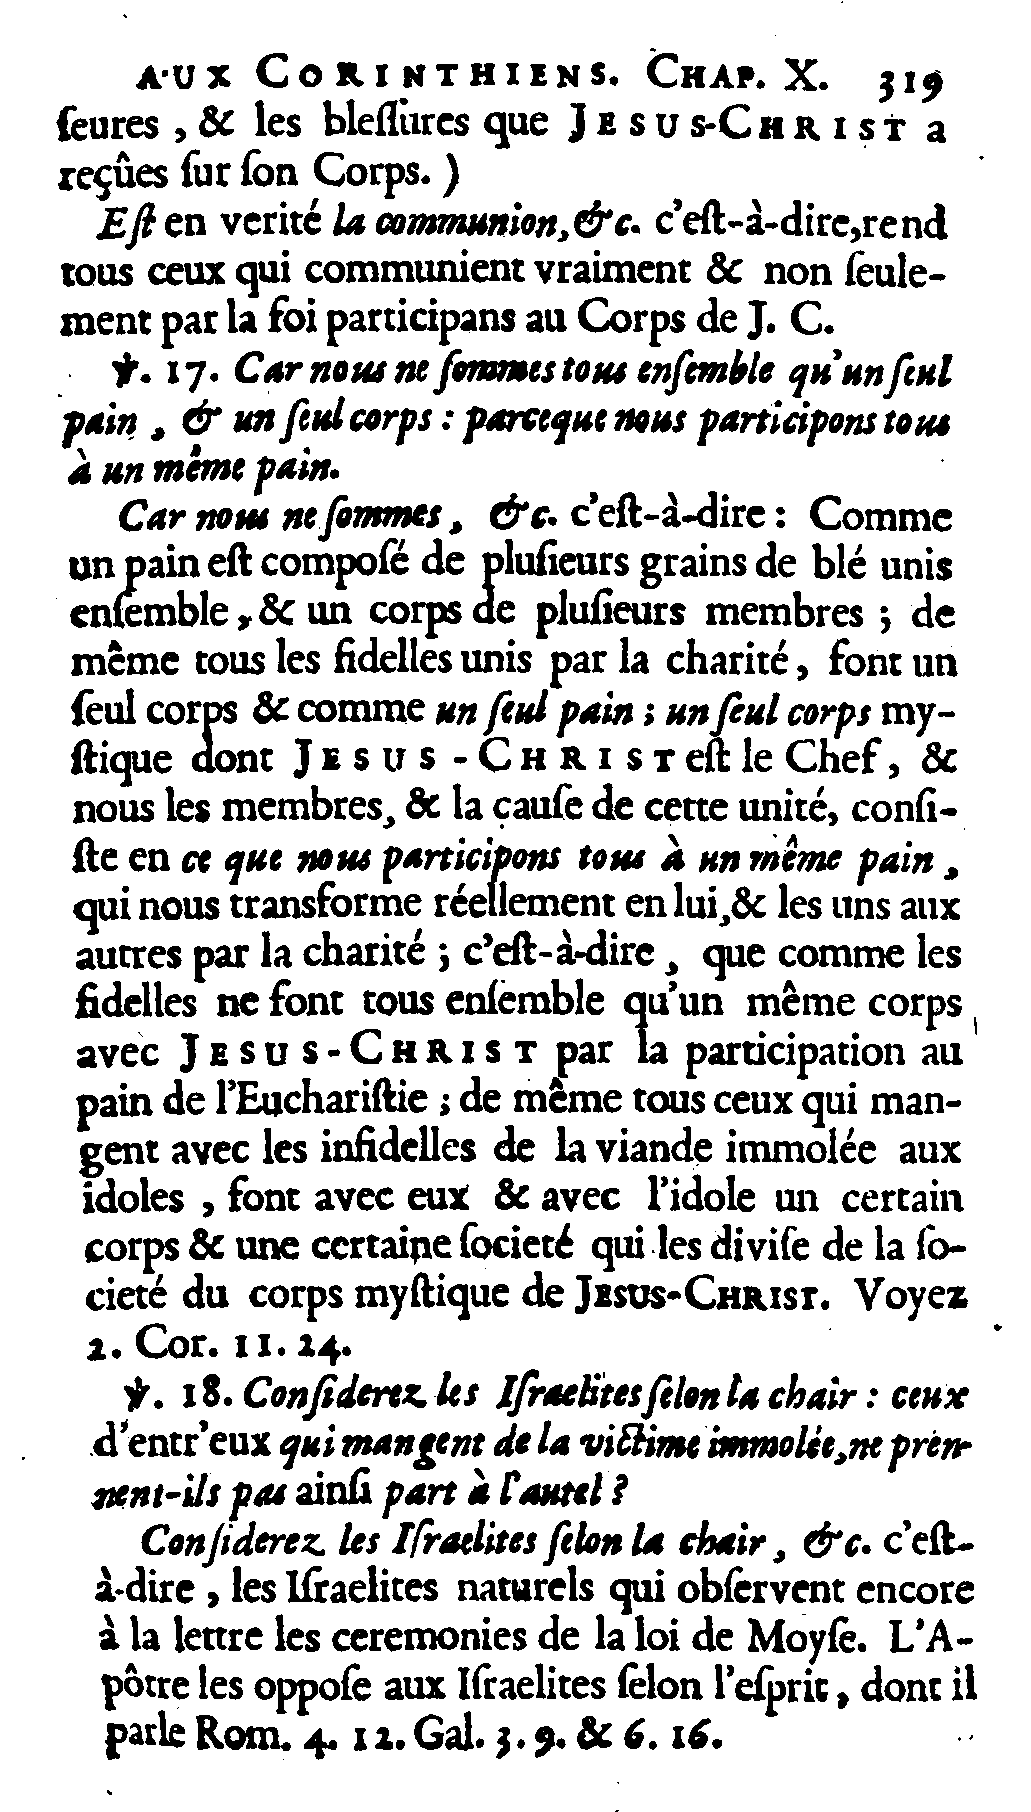 AUX CORINTHIENS. CHAP. X. 319
ſeures, & les bleſſures que JESUS-CHRIST a
reçûes ſur ſon Corps. )
Eſt en verité la communion, &c. c'eſt-à-dire, rend
tous ceux qui communient vraiment & non ſeule-
ment par la foi participans au Corps de J. C.
℣. 17. Car nous ne ſommes tous enſemble qu'un ſeul
pain, & un ſeul corps : parceque nous participons tous
à un même pain.
Car nous ne ſommes, &c. c'eſt-à-dire : Comme
un pain eſt compoſé de pluſieurs grains de blé unis
enſemble, & un corps de pluſieurs membres ; de
même tous les fidelles unis par la charité, font un
ſeul corps & comme un ſeul pain ; un ſeul corps my-
ſtique dont JESUS-CHRIST eſt le Chef, &
nous les membres, & la cauſe de cette unité, conſi-
ſte en ce que nous participons tous à un même pain,
qui nous transforme réellement en lui, & les uns aux
autres par la charité ; c'eſt-à-dire, que comme les
fidelles ne font tous enſemble qu'un même corps
avec JESUS-CHRIST par la participation au
pain de l'Euchariſtie ; de même tous ceux qui man-
gent avec les infidelles de la viande immolée aux
idoles, font avec eux & avec l'idole un certain
corps & une certaine ſocieté qui les diviſe de la ſo-
cieté du corps myſtique de JESUS-CHRIST. Voyez
2. Cor. 11. 24.
℣. 18. Conſiderez les Iſraelites ſelon la chair : ceux
d'entr'eux qui mangent de la victime immolée, ne pren-
nent-ils pas ainſi part à l'autel ?
Conſiderez les Iſraelites ſelon la chair, &c. c'eſt-
à-dire, les Iſraelites naturels qui obſervent encore
à la lettre les ceremonies de la loi de Moyſe. L'A-
pôtre les oppoſe aux Iſraelites ſelon l'eſprit, dont il
parle Rom. 4. 12. Gal. 3. 9. & 6. 16.